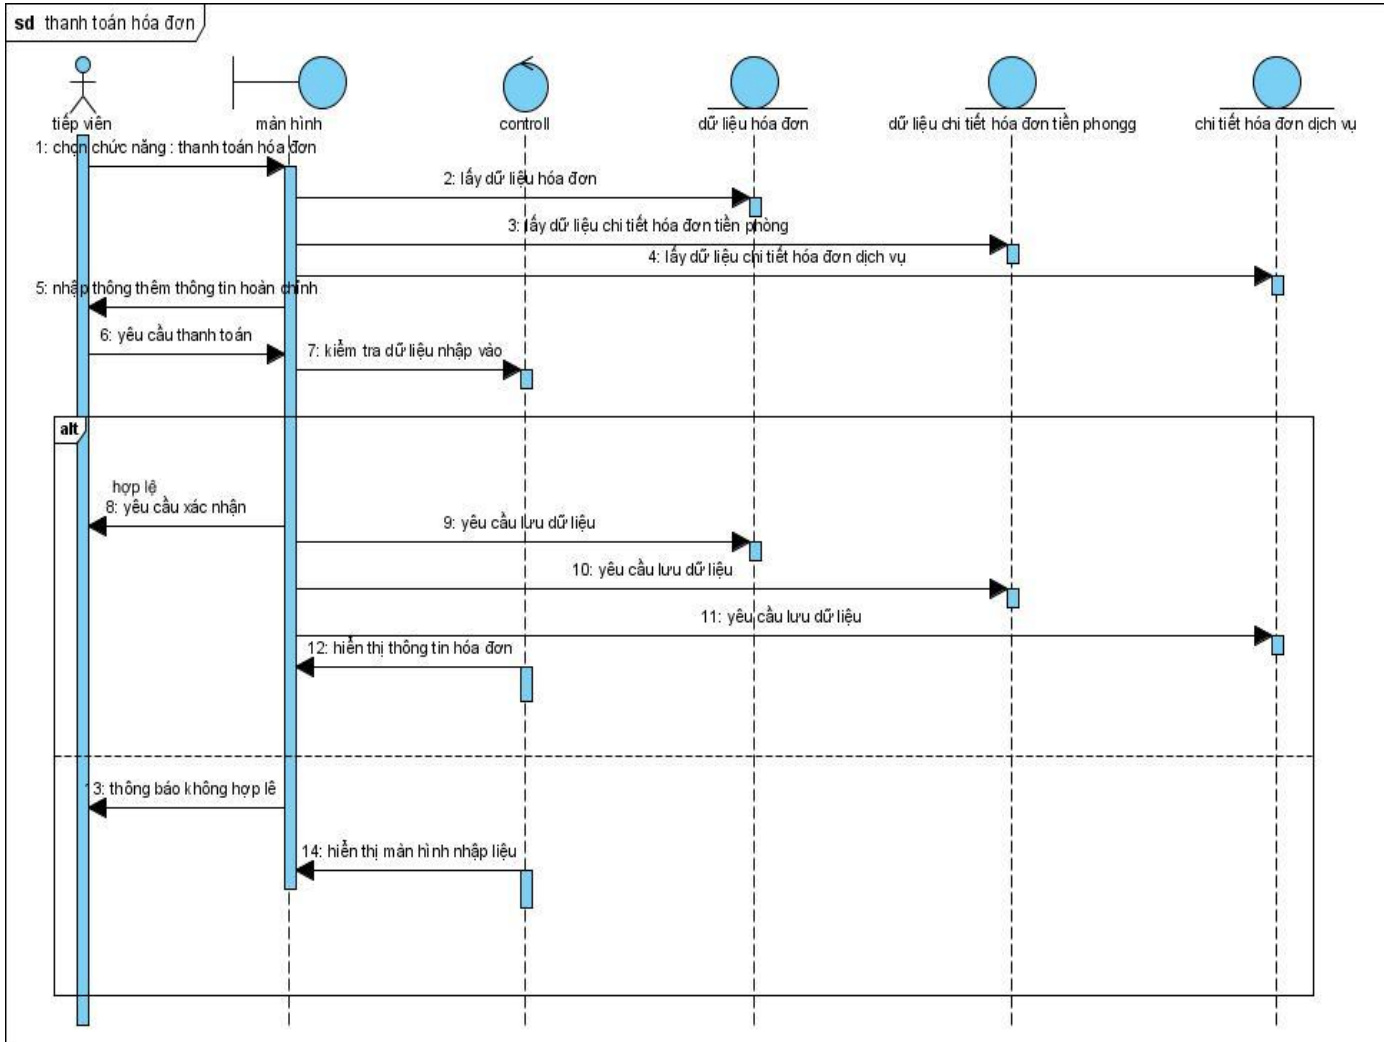 sd thanh toán hóa đơn
tiếp viên
màn hình
controll
dữ liệu hóa đơn
dữ liệu chi tiết hóa đơn tiền phongg
chi tiết hóa đơn dịch vụ
1: chọn chức năng : thanh toán hóa đơn
2: lấy dữ liệu hóa đơn
3: lấy dữ liệu chi tiết hóa đơn tiền phòng
4: lấy dữ liệu chi tiết hóa đơn dịch vụ
5: nhập thông thêm thông tin hoàn chỉnh
6: yêu cầu thanh toán
7: kiểm tra dữ liệu nhập vào
alt
hợp lệ
8: yêu cầu xác nhận
9: yêu cầu lưu dữ liệu
10: yêu cầu lưu dữ liệu
11: yêu cầu lưu dữ liệu
12: hiển thị thông tin hóa đơn
13: thông báo không hợp lê
14: hiển thị màn hình nhập liệu